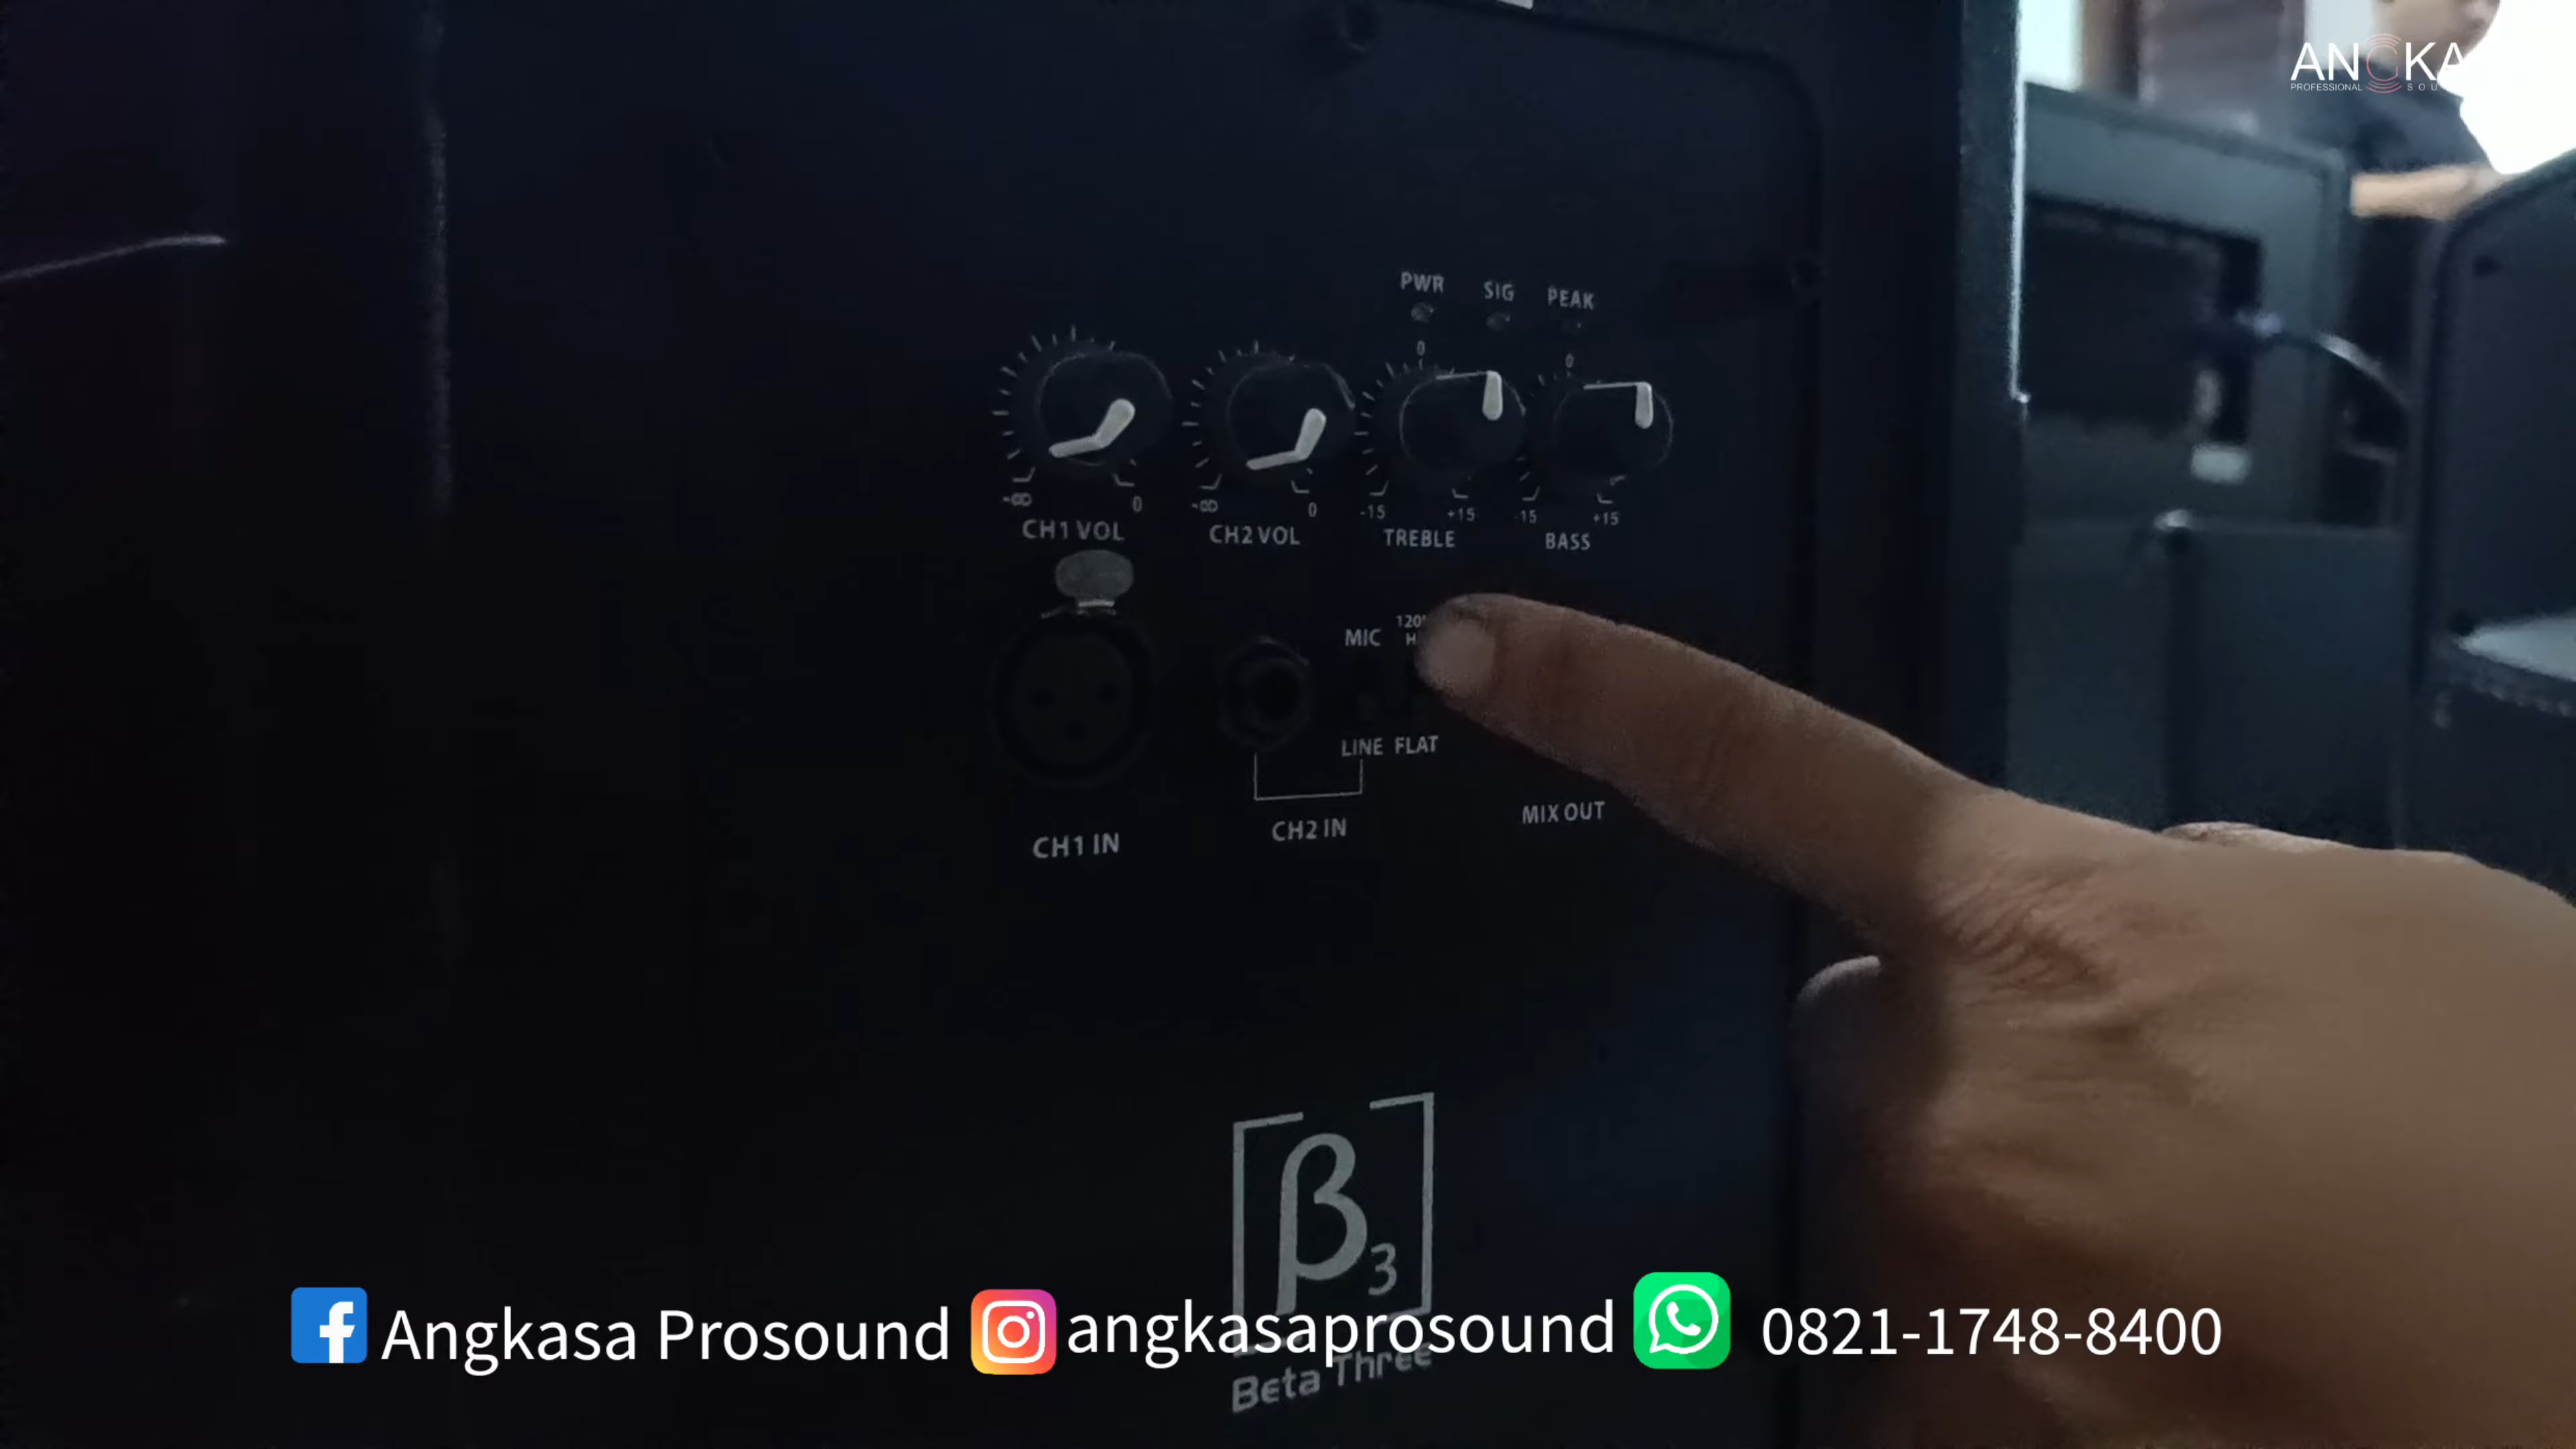 PWR SIG PEAK
0 0
-∞ 0 -∞ 0 -15 +15 -15 +15
CH1 VOL CH2 VOL TREBLE BASS
MIC
LINE FLAT
CH1 IN CH2 IN MIX OUT
β3
Beta Three
Angkasa Prosound angkasaprosound 0821-1748-8400
PROFESSIONAL